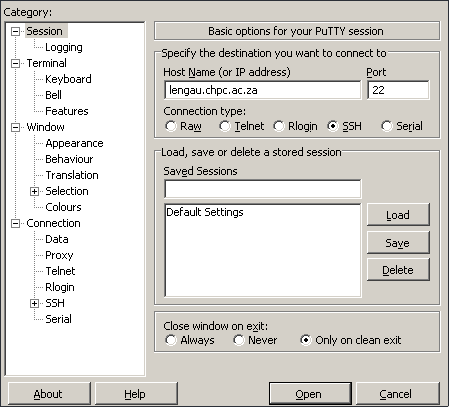 Category:
Session
Logging
Terminal
Keyboard
Bell
Features
Window
Appearance
Behaviour
Translation
Selection
Colours
Connection
Data
Proxy
Telnet
Rlogin
SSH
Serial
Basic options for your PuTTY session
Specify the destination you want to connect to
Host Name (or IP address) Port
lengau.chpc.ac.za 22
Connection type:
Raw Telnet Rlogin SSH Serial
Load, save or delete a stored session
Saved Sessions
Default Settings
Load
Save
Delete
Close window on exit:
Always Never Only on clean exit
About Help Open Cancel